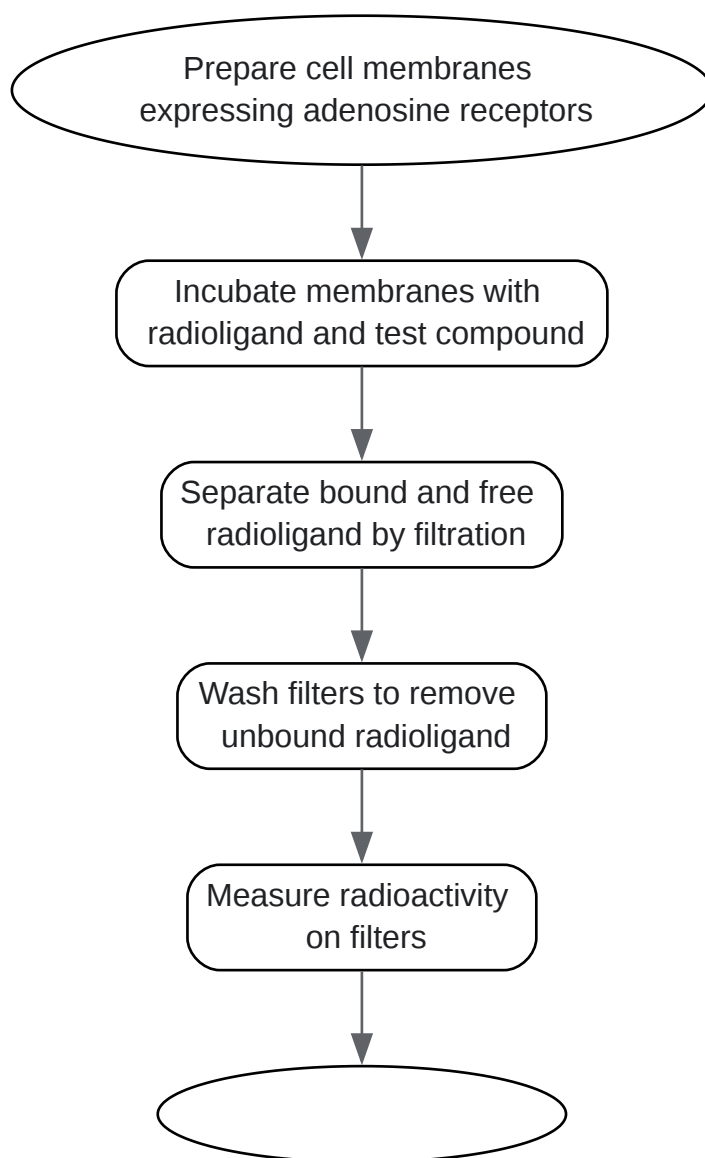 Prepare cell membranes
expressing adenosine receptors
Incubate membranes with
radioligand and test compound
Separate bound and free
radioligand by filtration
Wash filters to remove
unbound radioligand
Measure radioactivity
on filters